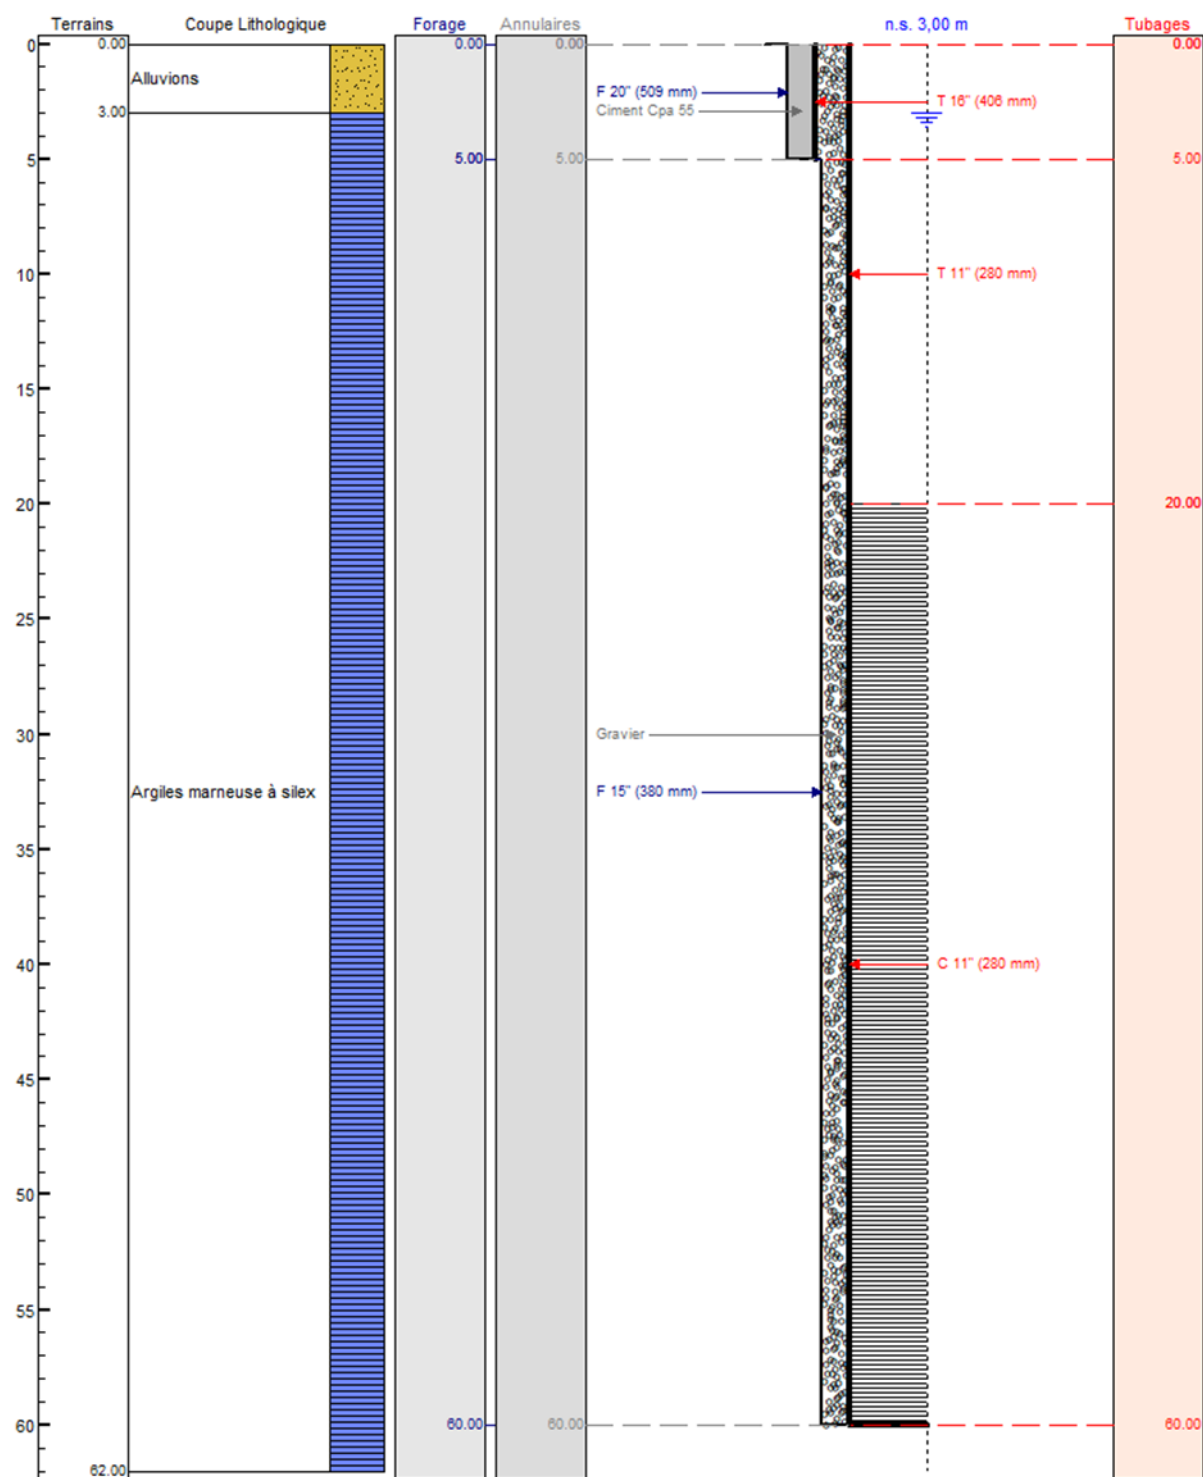 Terrains Coupe Lithologique Forage Annulaires n.s. 3,00 m Tubages
0 0.00 0.00 0.00 0.00
Alluvions
F 20" (509 mm) T 16" (406 mm)
Ciment Cpa 55
3.00
5 5.00 5.00 5.00
10 T 11" (280 mm)
15
20 20.00
25
30 Gravier
Argiles marneuse à silex F 15" (380 mm)
35
40 C 11" (280 mm)
45
50
55
60 60.00 60.00 60.00
62.00